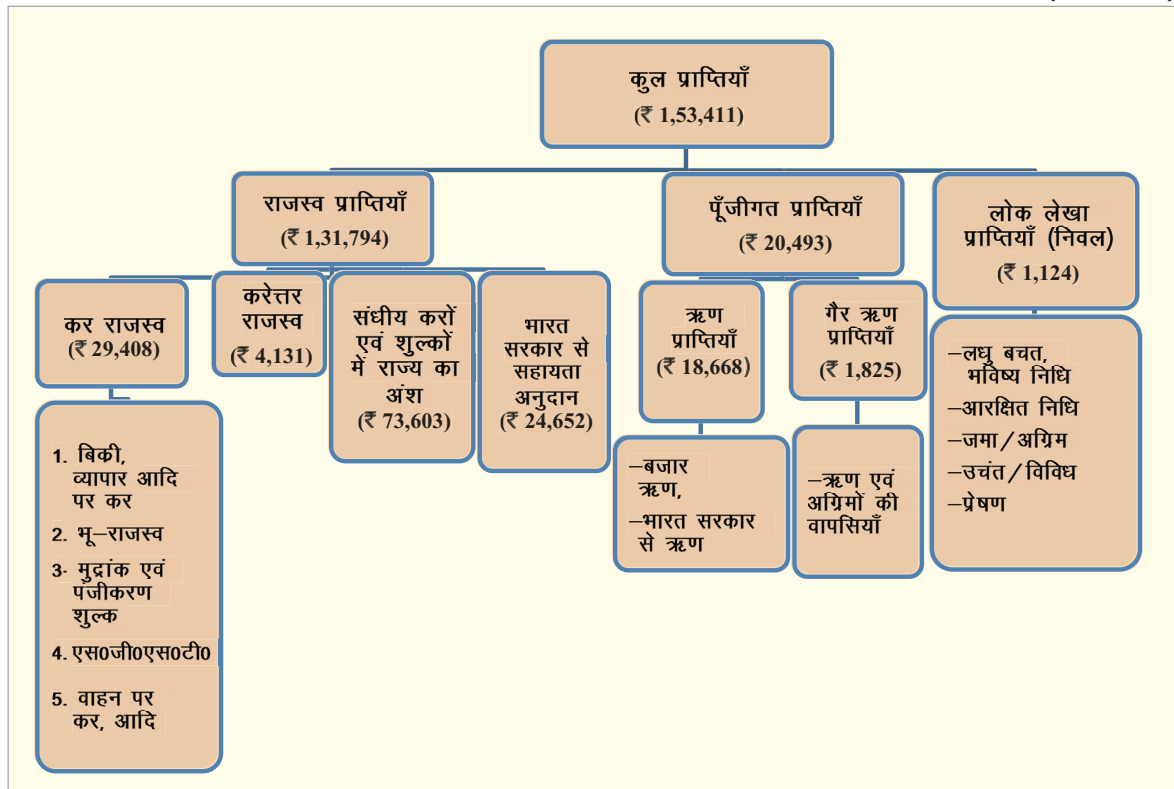 कुल प्राप्तियाँ
(₹ 1,53,411)
राजस्व प्राप्तियाँ
(₹ 1,31,794)
पूँजीगत प्राप्तियाँ
(₹ 20,493)
लोक लेखा
प्राप्तियाँ (निवल)
(₹ 1,124)
कर राजस्व
(₹ 29,408)
करेत्तर
राजस्व
(₹ 4,131)
संघीय करों
एवं शुल्कों
में राज्य का
अंश
(₹ 73,603)
भारत
सरकार से
सहायता
अनुदान
(₹ 24,652)
ऋण
प्राप्तियाँ
(₹ 18,668)
गैर ऋण
प्राप्तियाँ
(₹ 1,825)
1. बिकी,
व्यापार आदि
पर कर
2. भू–राजस्व
3- मुद्रांक एवं
पंजीकरण
शुल्क
4. एस0जी0एस0टी0
5. वाहन पर
कर, आदि
–बजार
ऋण,
–भारत सरकार
से ऋण
–ऋण एवं
अग्रिमों की
वापसियाँ
–लधु बचत,
भविष्य निधि
–आरक्षित निधि
–जमा/अग्रिम
–उचंत/विविध
–प्रेषण